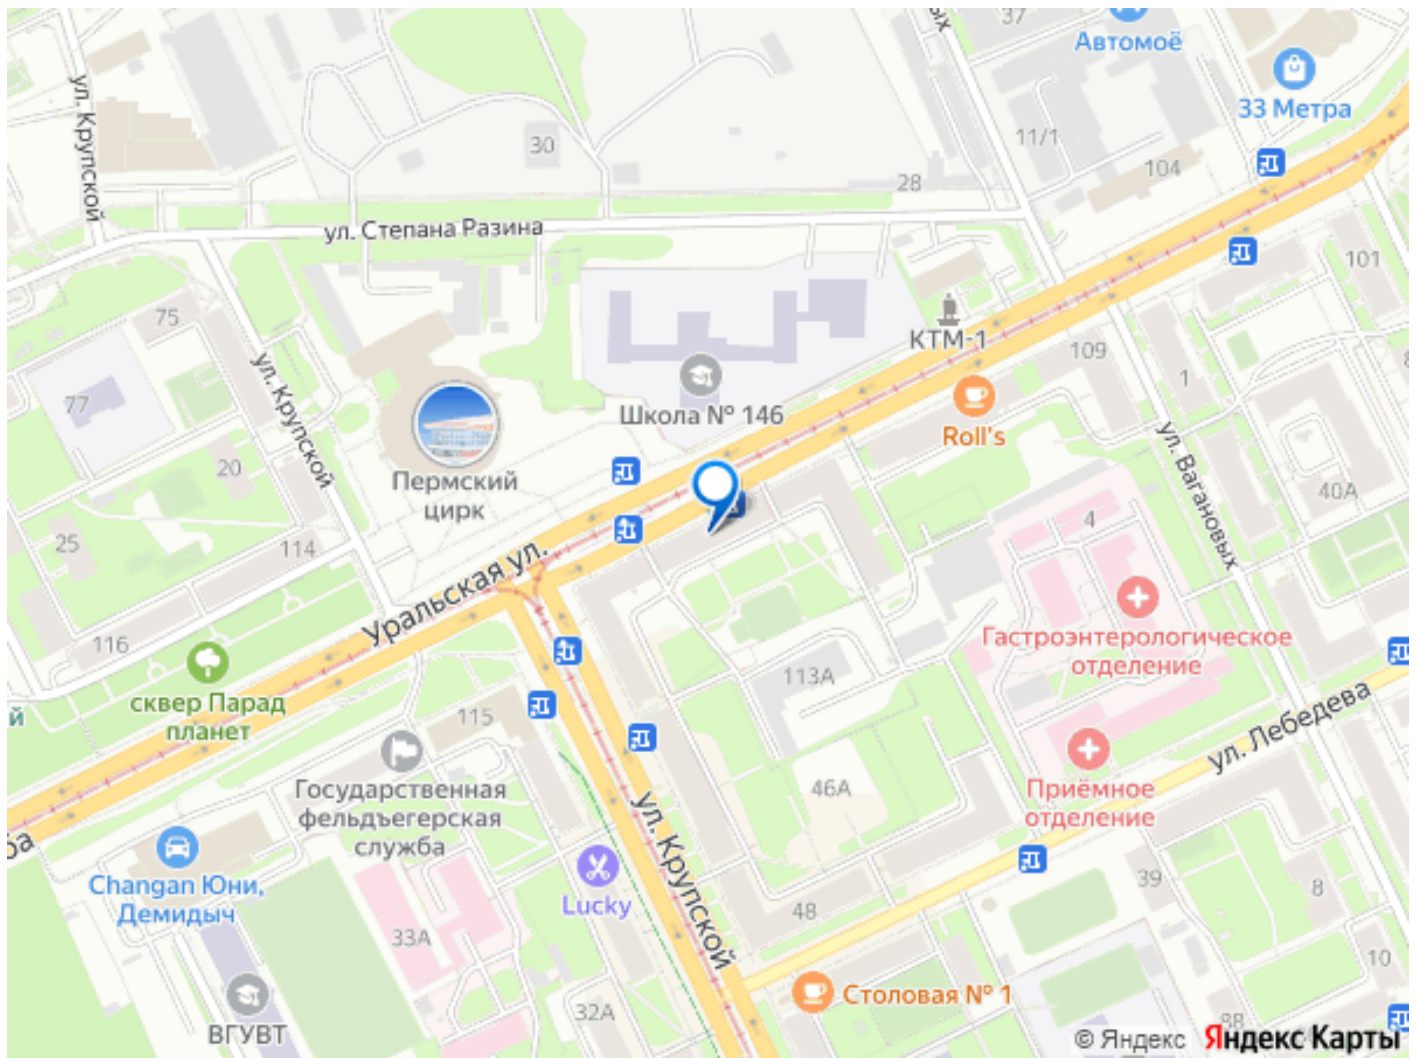 37
Автомоё
33 Метра
ул. Крупской
30
11/1
104
28
ул. Степана Разина
101
75
КТМ-1
109
ул. Крупской
1
77
Школа № 146
Roll's
20
Пермский
цирк
ул. Вагановых
40А
25
114
4
Уральская ул.
116
Гастроэнтерологическое
отделение
113А
сквер Парад
планет
й
115
ул. Лебедева
Государственная
фельдъегерская
служба
46А
Приёмное
отделение
ул. Крупской
ба
Changan Юни,
Демидыч
Lucky
39
8
48
33А
10
Столовая № 1
32А
ВГУВТ
88
© Яндекс Яндекс Карты